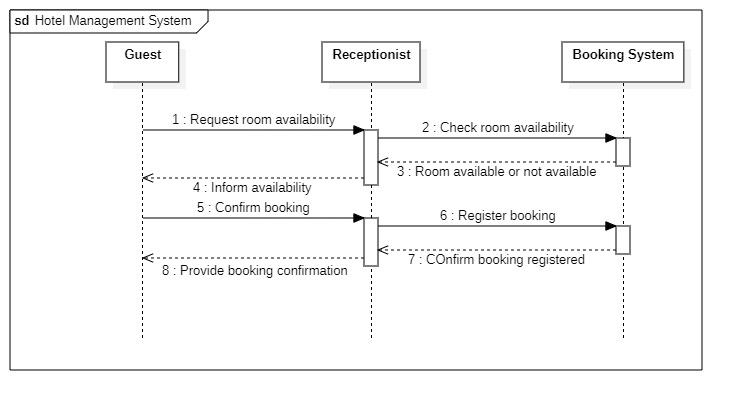 sd Hotel Management System
Guest
Receptionist
Booking System
1 : Request room availability
2 : Check room availability
3 : Room available or not available
4 : Inform availability
5 : Confirm booking
6 : Register booking
7 : COnfirm booking registered
8 : Provide booking confirmation